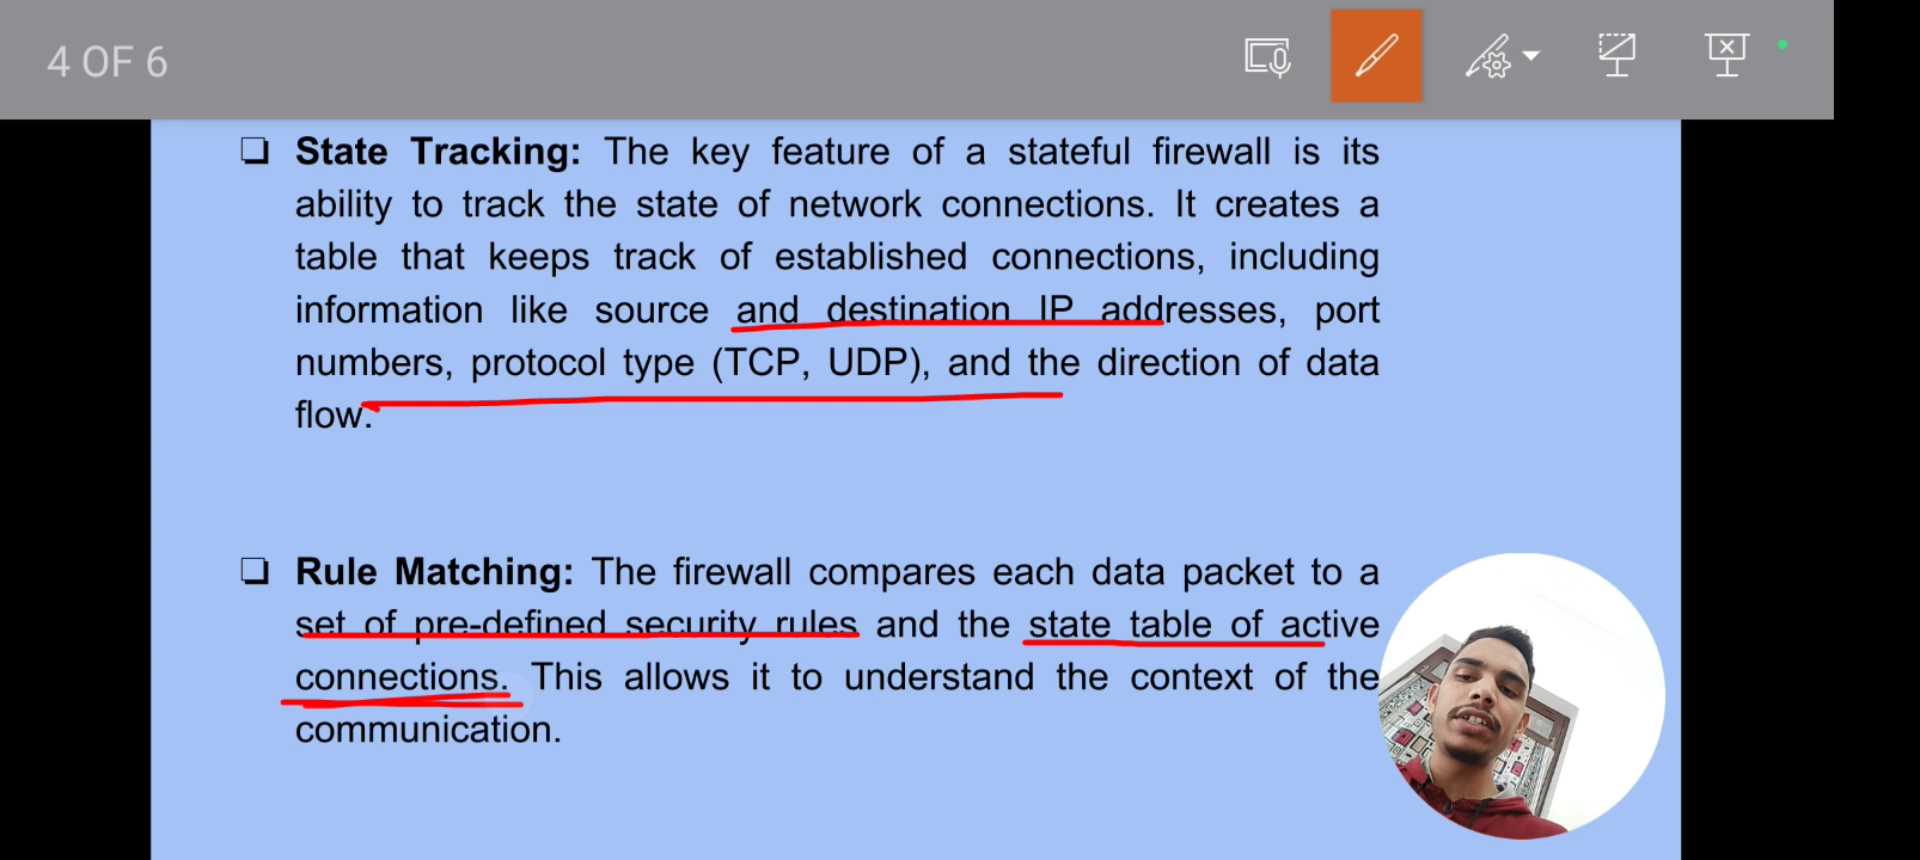 4 OF 6
State Tracking: The key feature of a stateful firewall is its
ability to track the state of network connections. It creates a
table that keeps track of established connections, including
information like source and destination IP addresses, port
numbers, protocol type (TCP, UDP), and the direction of data
flow.
Rule Matching: The firewall compares each data packet to a
set of pre-defined security rules and the state table of active
connections. This allows it to understand the context of the
communication.